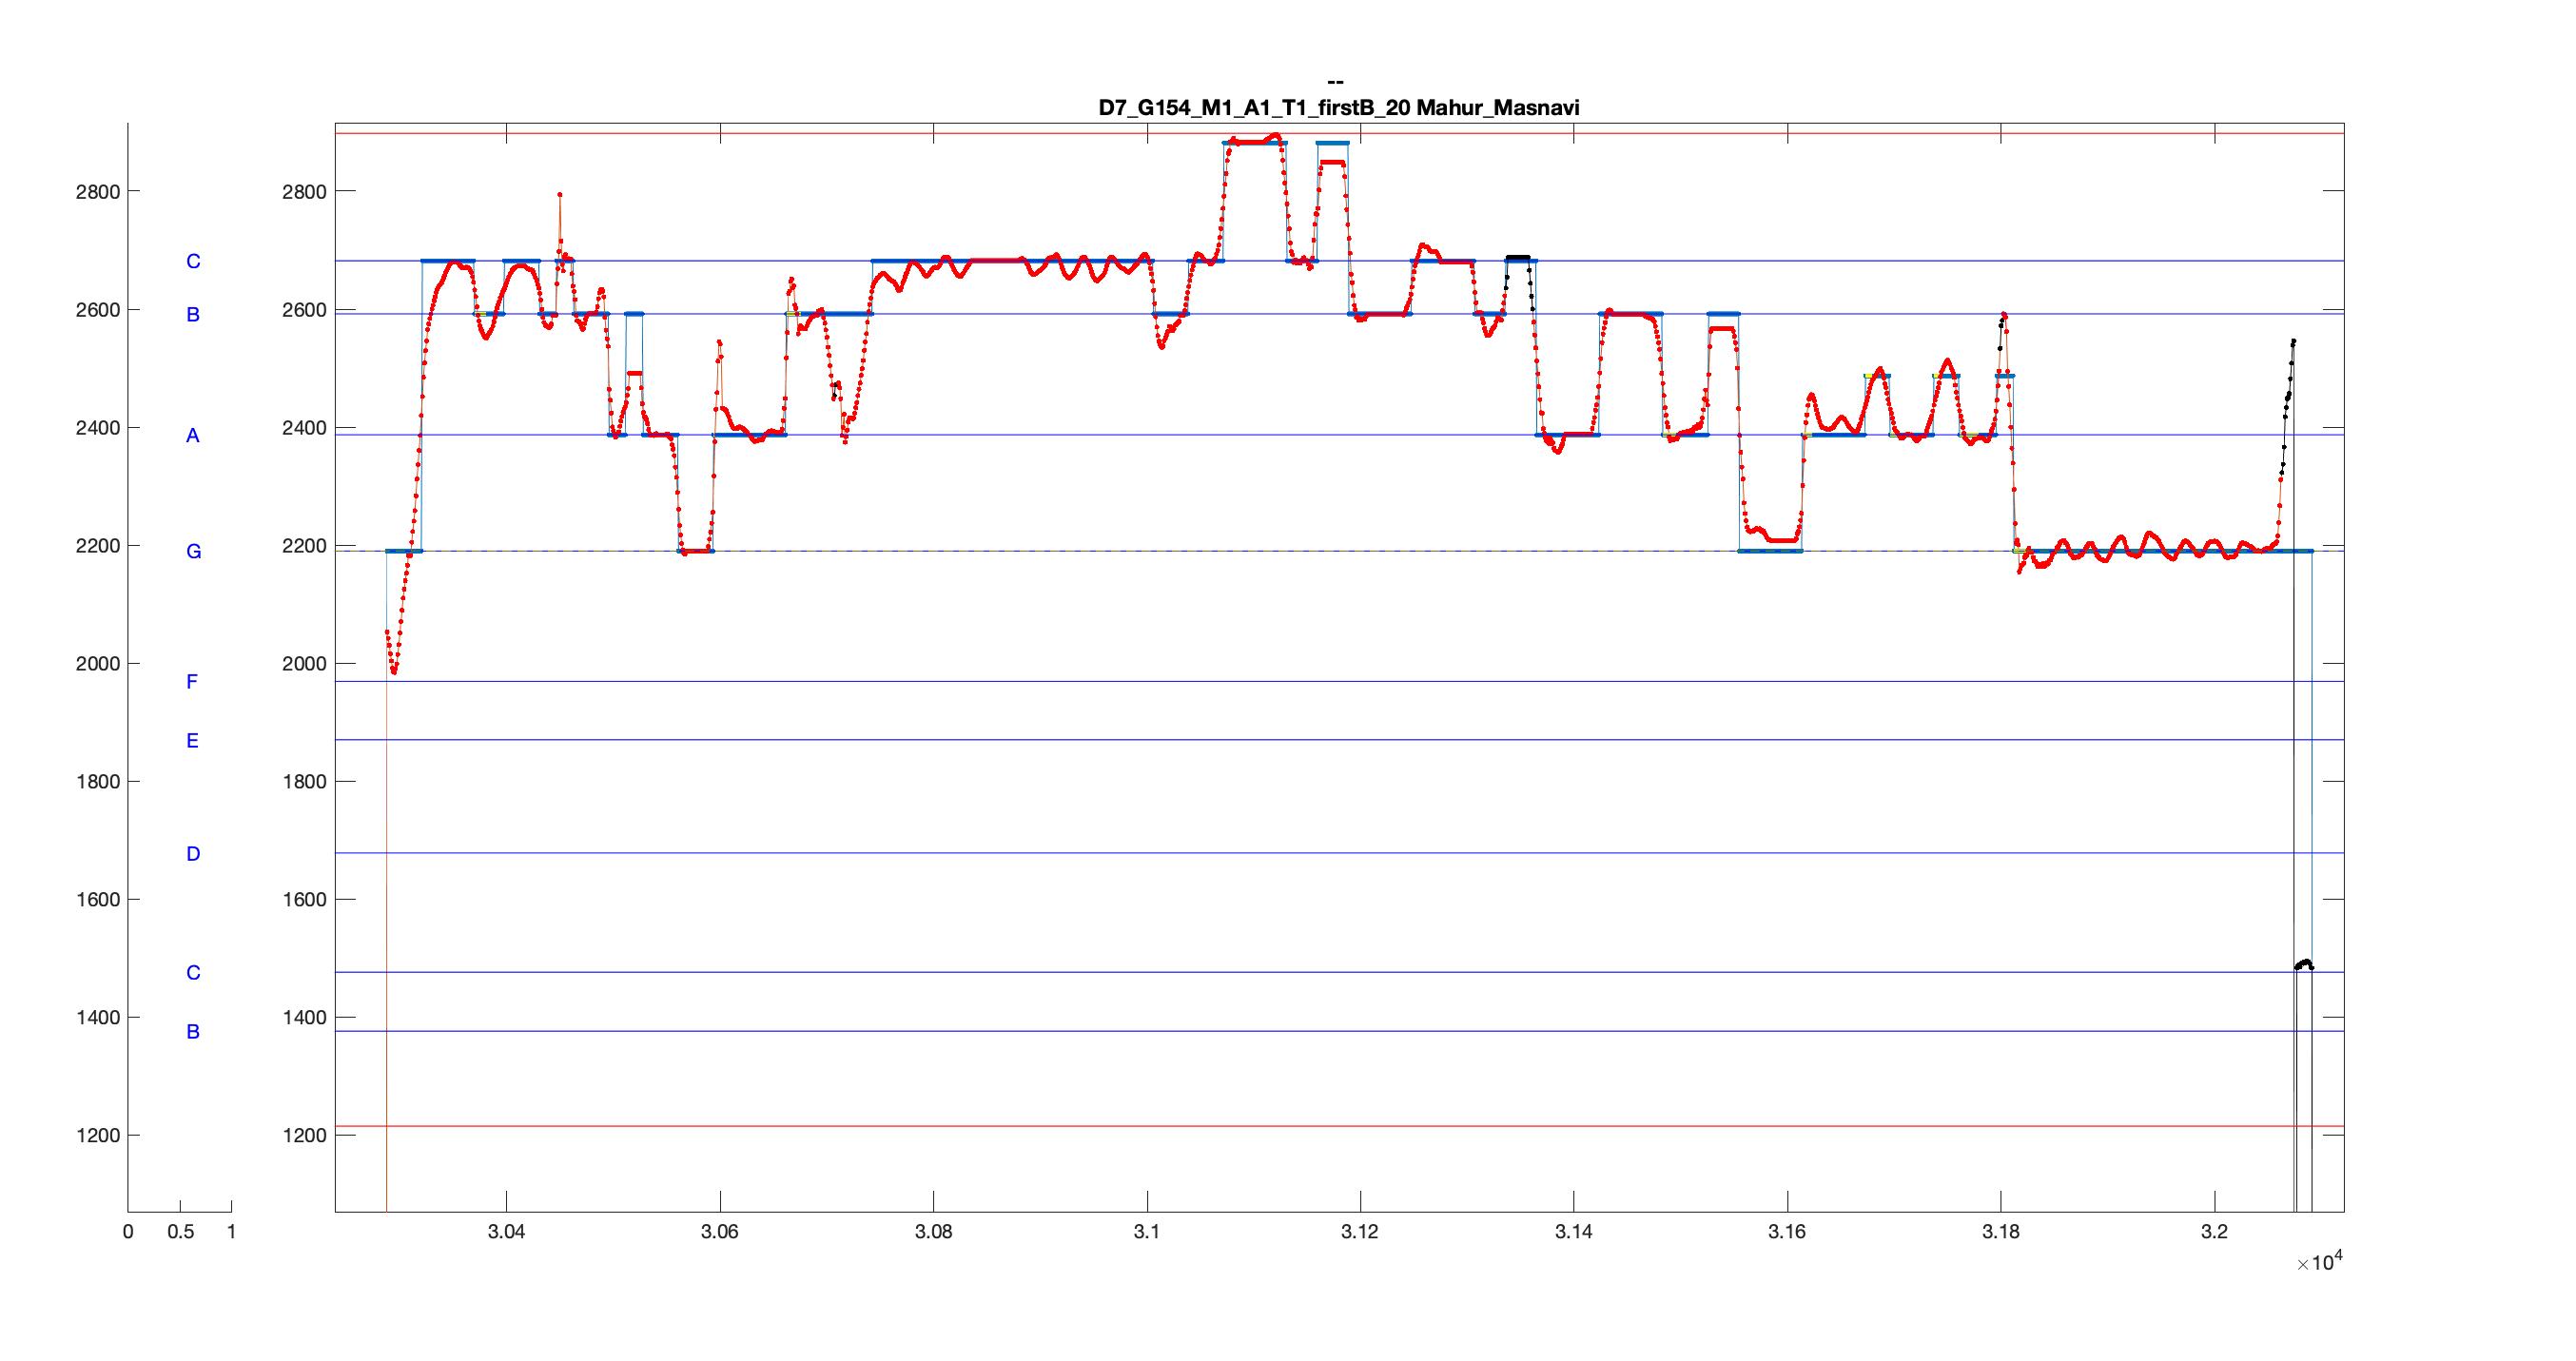 --
D7_G154_M1_A1_T1_firstB_20 Mahur_Masnavi
2800 2800
C
2600 B 2600
2400 A 2400
2200 G 2200
2000 2000
F
E
1800 1800
D
1600 1600
C
1400 B 1400
1200 1200
0 0.5 1 3.04 3.06 3.08 3.1 3.12 3.14 3.16 3.18 3.2
×10⁴